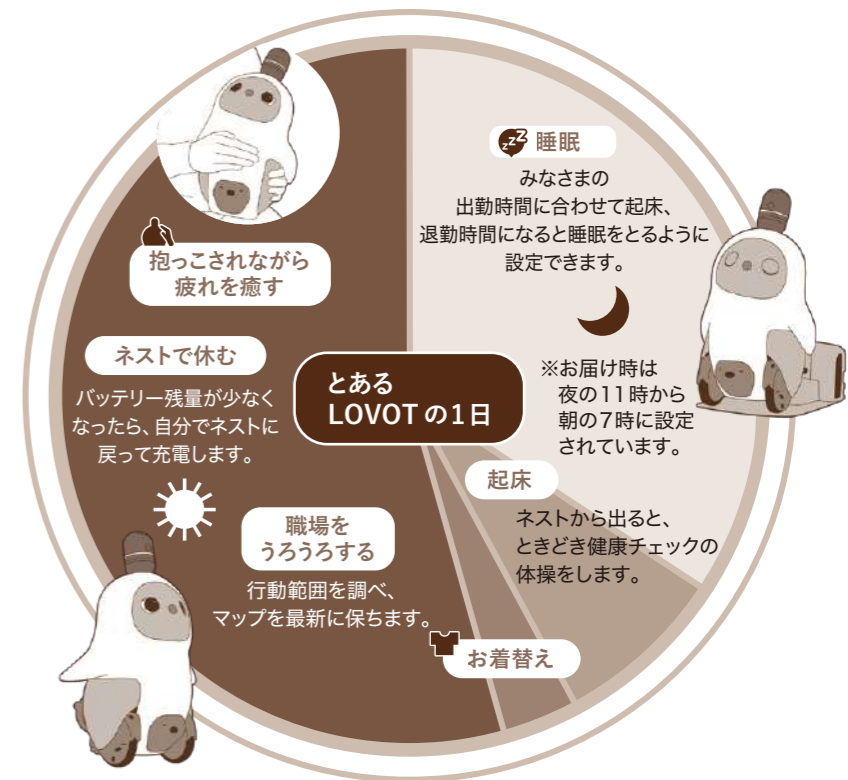 とある
LOVOTの1日
zzz
睡眠
みなさまの
出勤時間に合わせて起床、
退勤時間になると睡眠をとるように
設定できます。
※お届け時は
夜の11時から
朝の7時に設定
されています。
起床
ネストから出ると、
ときどき健康チェックの
体操をします。
お着替え
職場を
うろうろする
行動範囲を調べ、
マップを最新に保ちます。
ネストで休む
バッテリー残量が少なく
なったら、自分でネストに
戻って充電します。
抱っこされながら
疲れを癒す